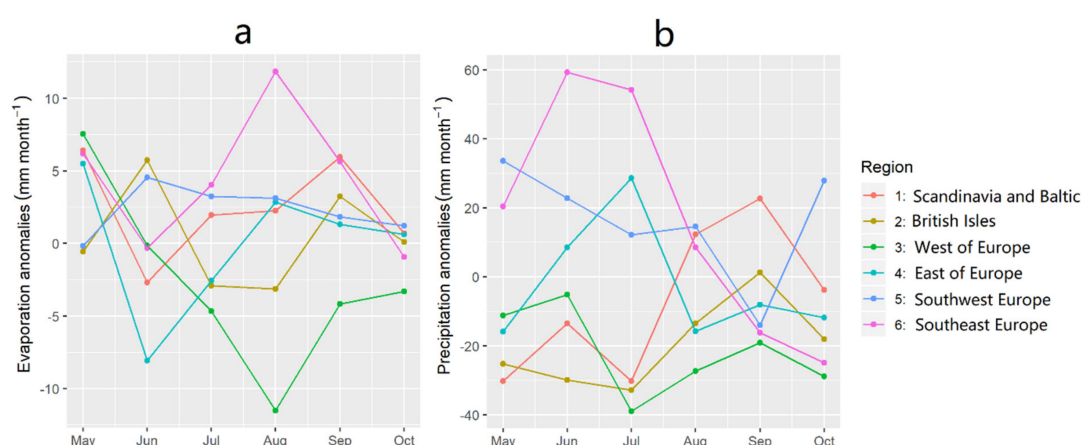 a
b
Evaporation anomalies (mm month⁻¹)
10
5
0
-5
-10
May Jun Jul Aug Sep Oct
Precipitation anomalies (mm month⁻¹)
60
40
20
0
-20
-40
May Jun Jul Aug Sep Oct
Region
1: Scandinavia and Baltic
2: British Isles
3: West of Europe
4: East of Europe
5: Southwest Europe
6: Southeast Europe